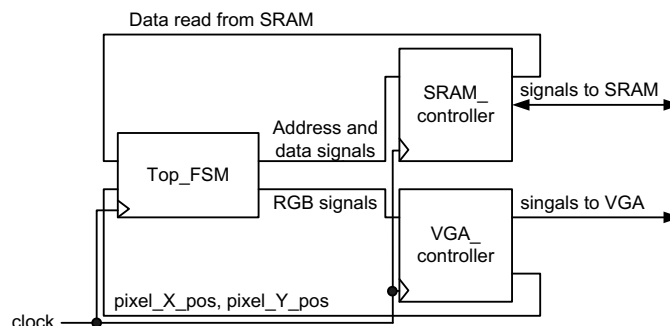 Data read from SRAM
SRAM_
controller
signals to SRAM
Address and
data signals
Top_FSM
RGB signals
VGA_
controller
singals to VGA
pixel_X_pos, pixel_Y_pos
clock